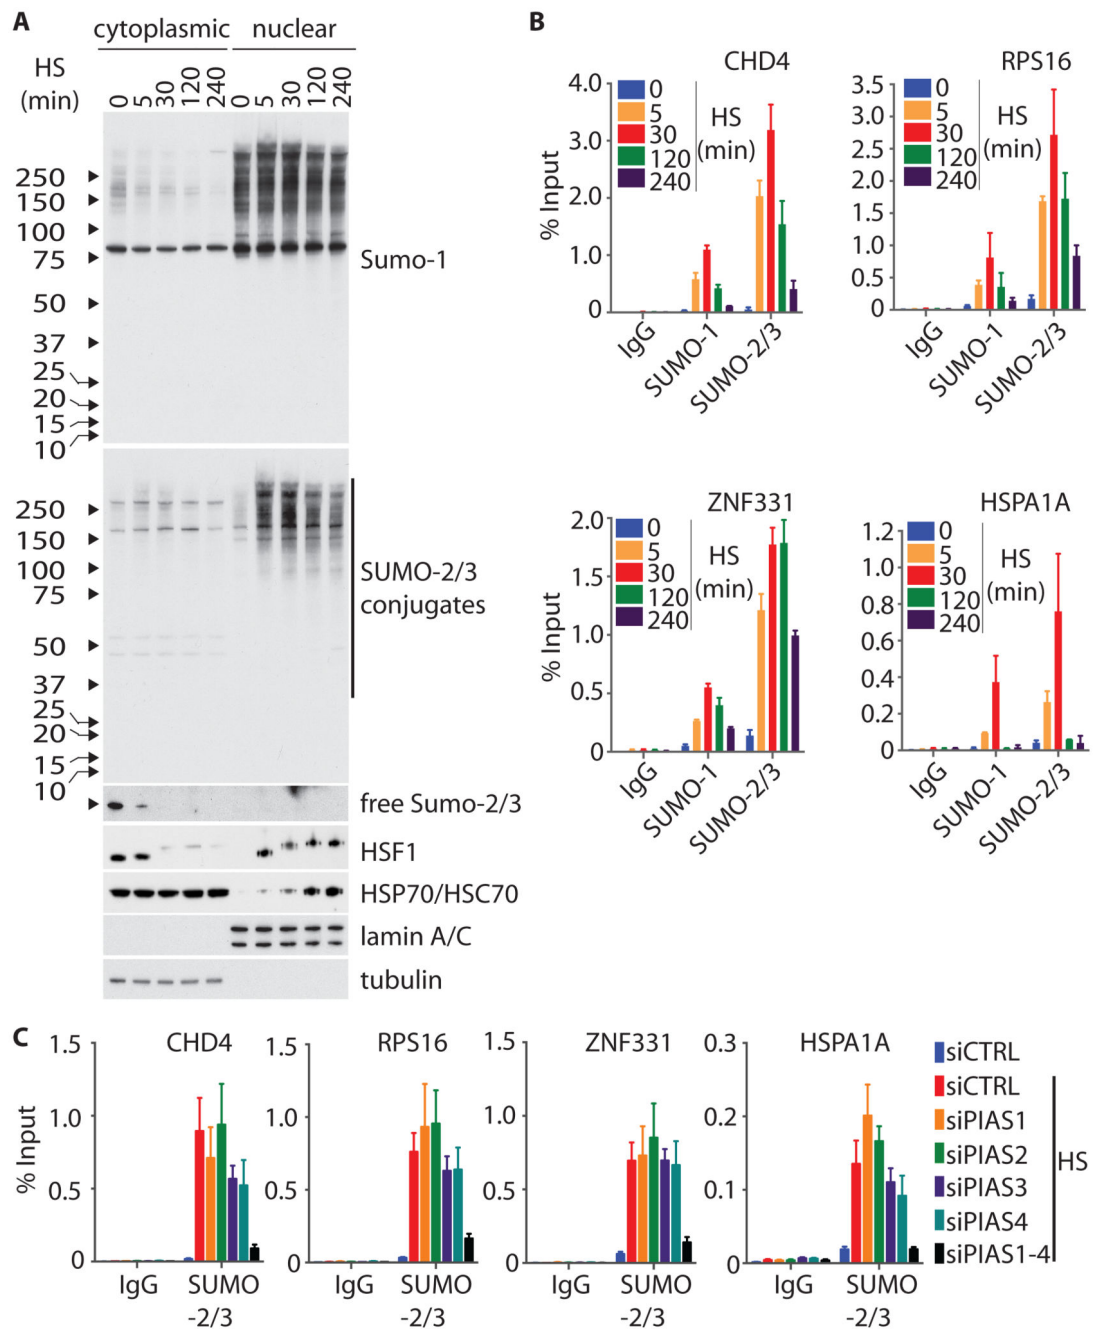 A
cytoplasmic nuclear
HS
(min)
0 5 30 120 240 0 5 30 120 240
250
150
100
75
50
37
25
20
15
10
Sumo-1
250
150
100
75
50
37
25
20
15
10
SUMO-2/3
conjugates
free Sumo-2/3
HSF1
HSP70/HSC70
lamin A/C
tubulin
B
CHD4
% Input
4.0
3.0
2.0
1.0
0
0
5
30
120
240
HS
(min)
IgG
SUMO-1
SUMO-2/3
RPS16
3.5
3.0
2.5
2.0
1.5
1.0
0.5
0
0
5
30
120
240
HS
(min)
IgG
SUMO-1
SUMO-2/3
ZNF331
% Input
2.0
1.5
1.0
0.5
0
0
5
30
120
240
HS
(min)
IgG
SUMO-1
SUMO-2/3
HSPA1A
1.2
1.0
0.8
0.6
0.4
0.2
0
0
5
30
120
240
HS
(min)
IgG
SUMO-1
SUMO-2/3
C
CHD4
% Input
1.5
1.0
0.5
0
IgG SUMO
-2/3
RPS16
1.5
1.0
0.5
0
IgG SUMO
-2/3
ZNF331
1.5
1.0
0.5
0
IgG SUMO
-2/3
HSPA1A
0.3
0.2
0.1
0
IgG SUMO
-2/3
siCTRL
siCTRL
siPIAS1
siPIAS2
siPIAS3
siPIAS4
siPIAS1-4
HS